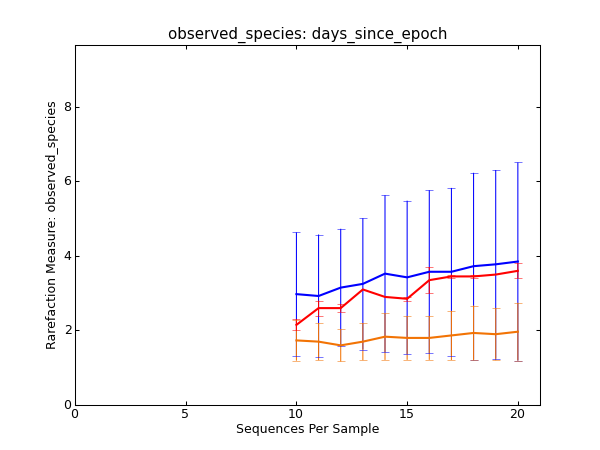 observed_species: days_since_epoch
Rarefaction Measure: observed_species
8
6
4
2
0
0 5 10 15 20
Sequences Per Sample